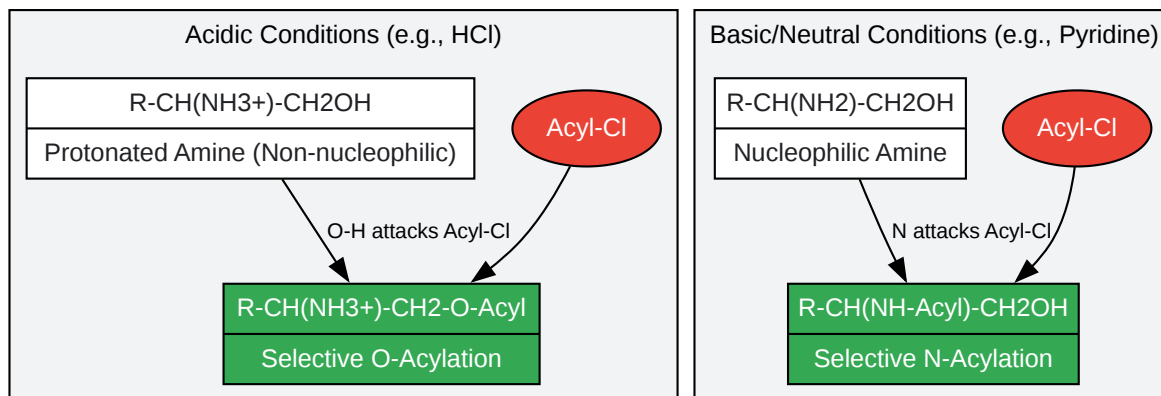 Acidic Conditions (e.g., HCl)
R-CH(NH3+)-CH2OH
Protonated Amine (Non-nucleophilic)
Acyl-Cl
O-H attacks Acyl-Cl
R-CH(NH3+)-CH2-O-Acyl
Selective O-Acylation
Basic/Neutral Conditions (e.g., Pyridine)
R-CH(NH2)-CH2OH
Nucleophilic Amine
Acyl-Cl
N attacks Acyl-Cl
R-CH(NH-Acyl)-CH2OH
Selective N-Acylation